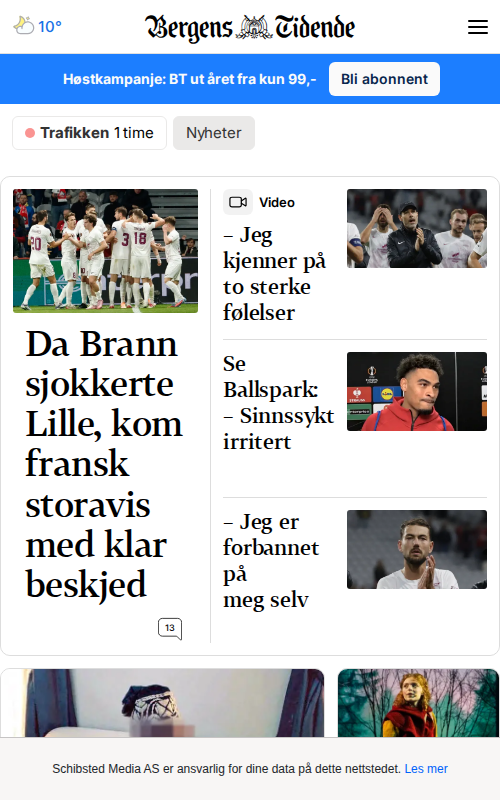 10°
Bergens Tidende
Høstkampanje: BT ut året fra kun 99,-
Bli abonnent
Trafikken 1 time
Nyheter
Da Brann
sjokkerte
Lille, kom
fransk
storavis
med klar
beskjed
13
Video
– Jeg
kjenner på
to sterke
følelser
Se
Ballspark:
– Sinnssykt
irritert
– Jeg er
forbannet
på
meg selv
Schibsted Media AS er ansvarlig for dine data på dette nettstedet. Les mer